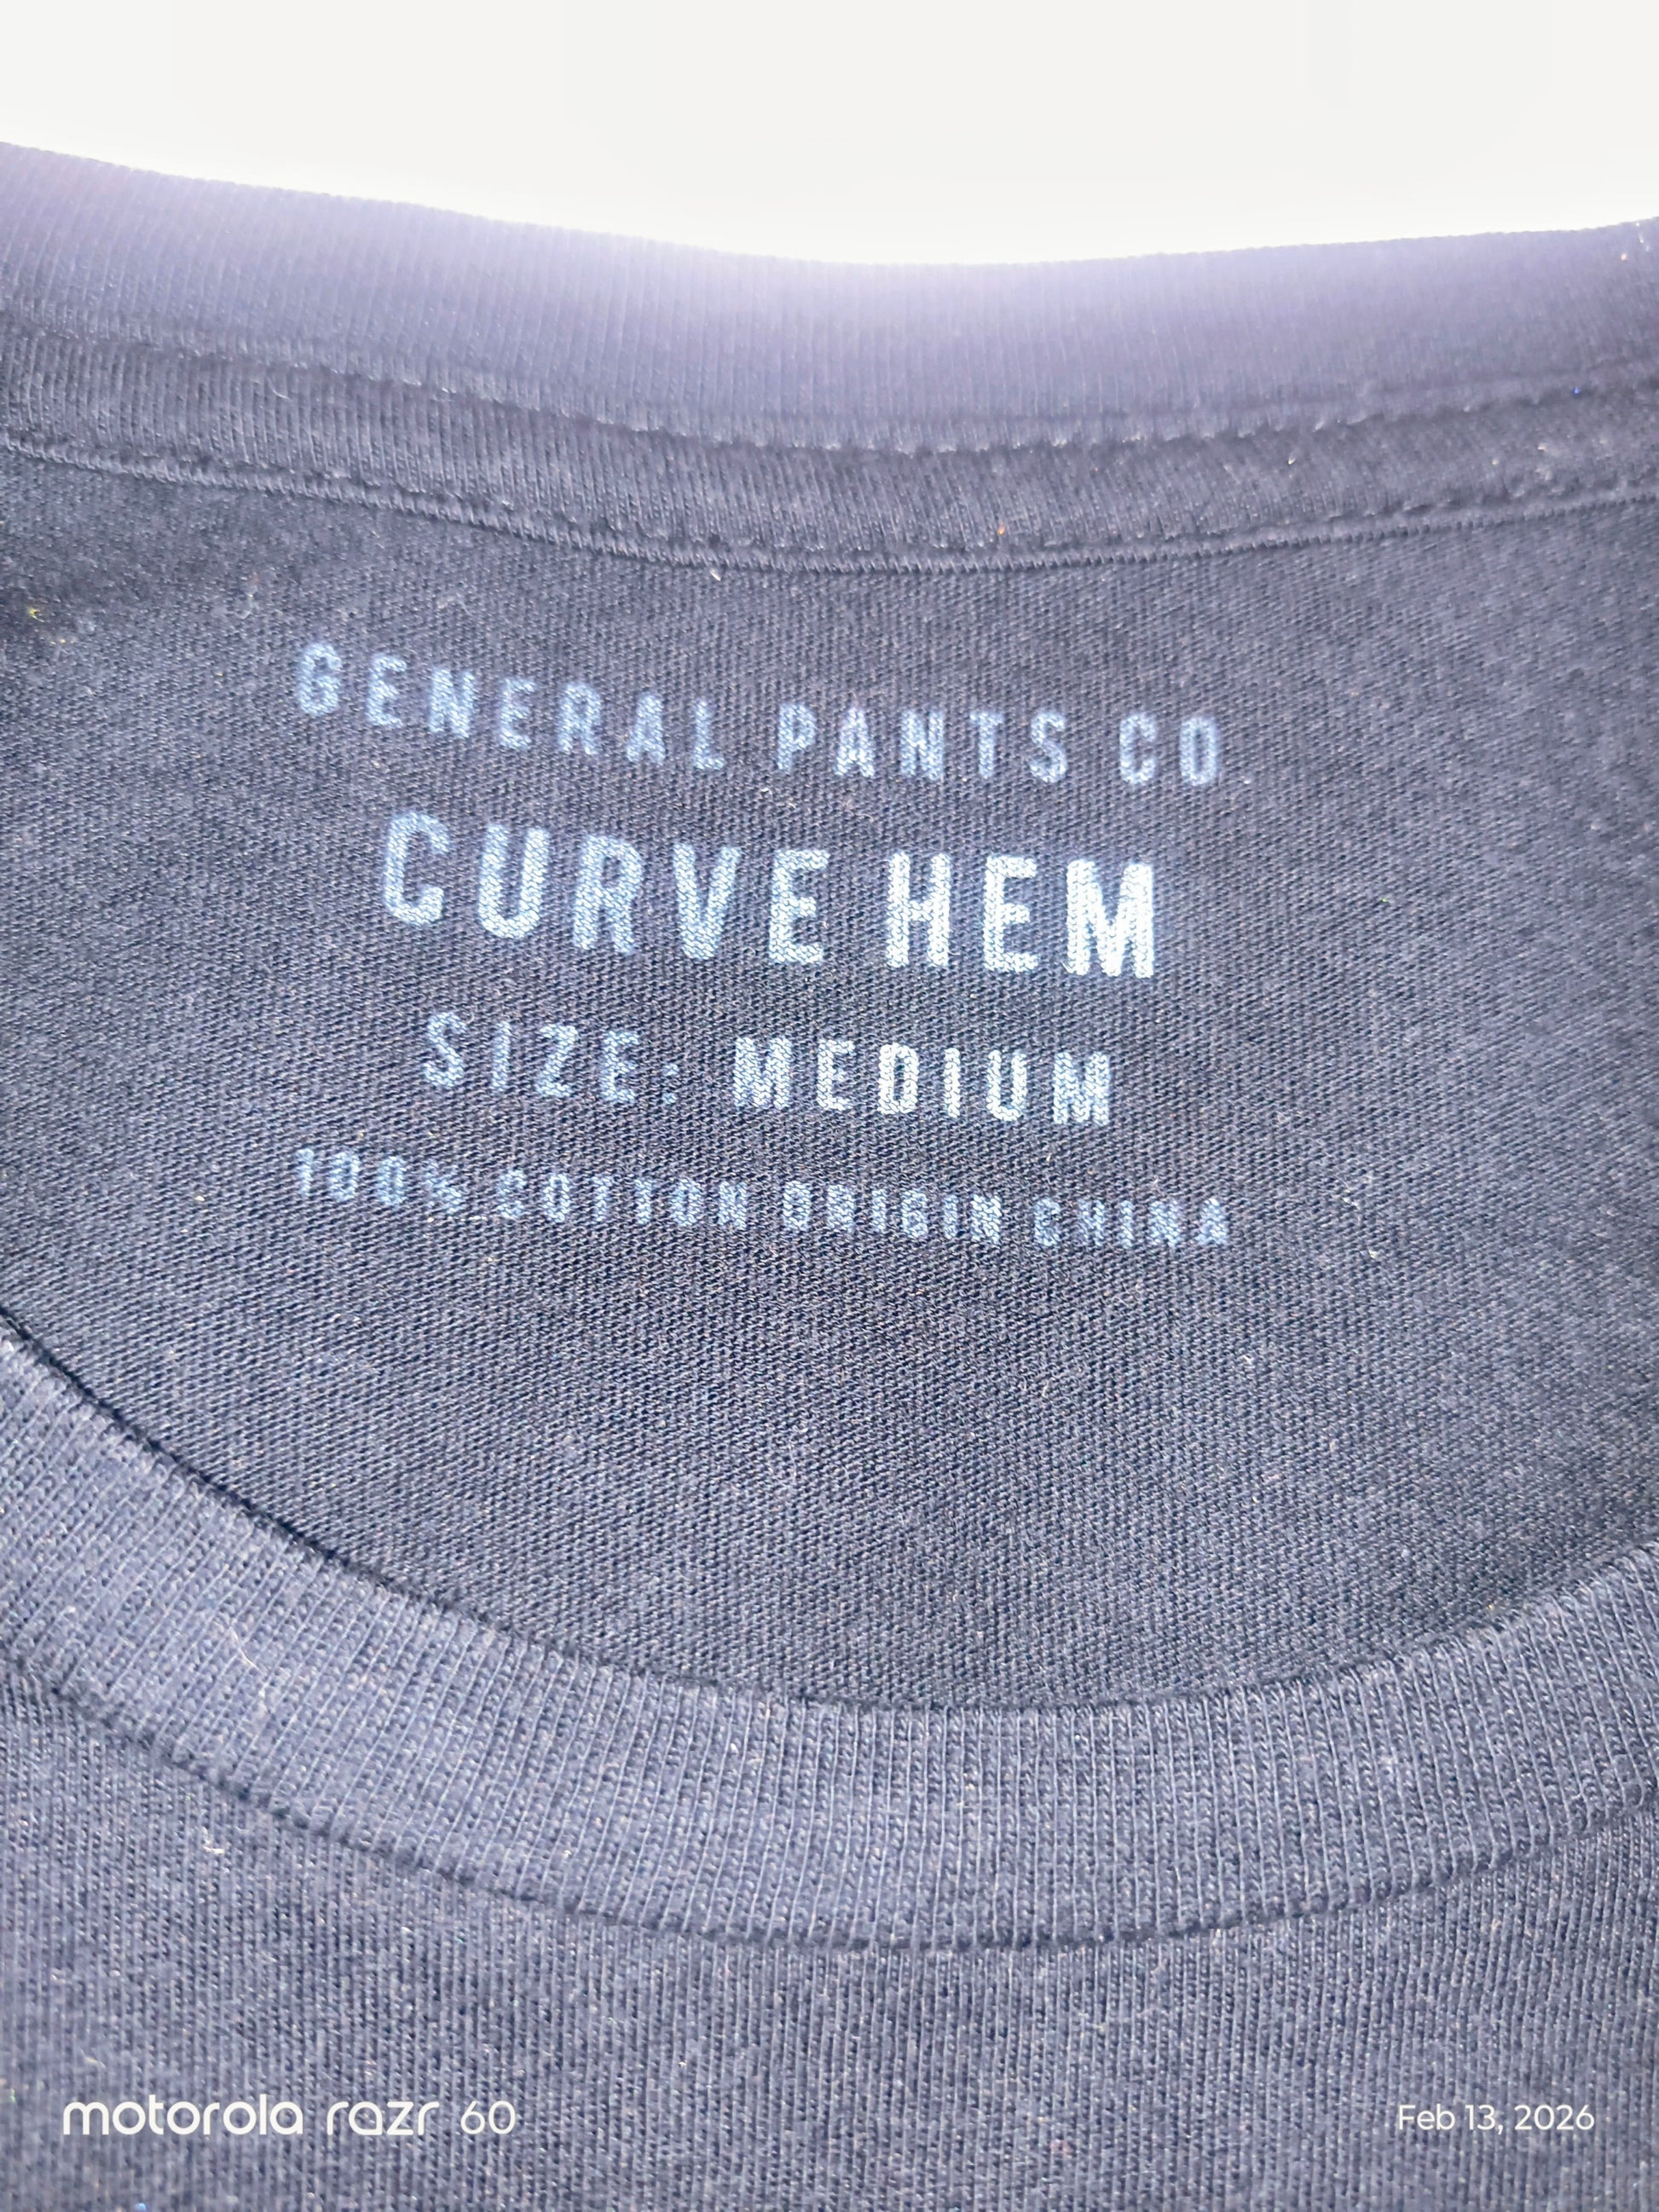 GENERAL PANTS CO
CURVE HEM
SIZE: MEDIUM
100% COTTON ORIGIN CHINA
motorola razr 60
Feb 13, 2026